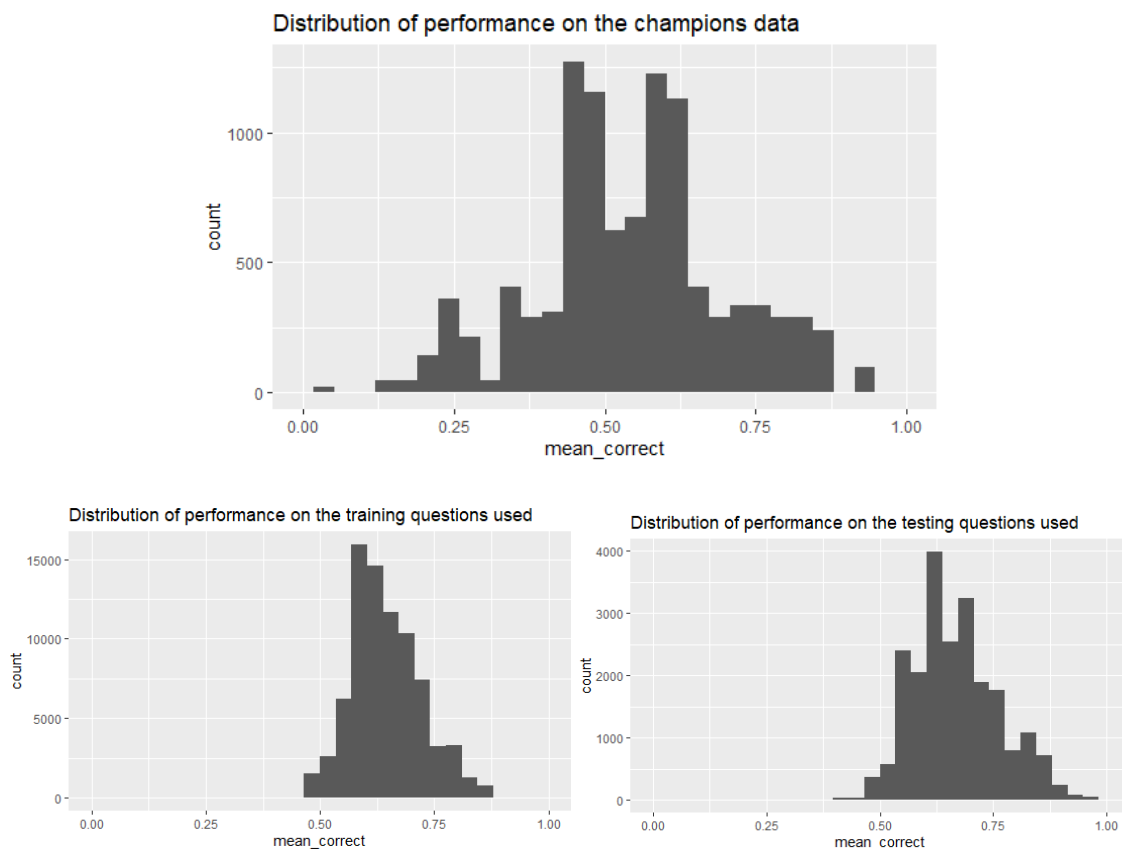 Distribution of performance on the champions data
count
1000
500
0
0.00 0.25 0.50 0.75 1.00
mean_correct
Distribution of performance on the training questions used
count
15000
10000
5000
0
0.00 0.25 0.50 0.75 1.00
mean_correct
Distribution of performance on the testing questions used
count
4000
3000
2000
1000
0
0.00 0.25 0.50 0.75 1.00
mean_correct